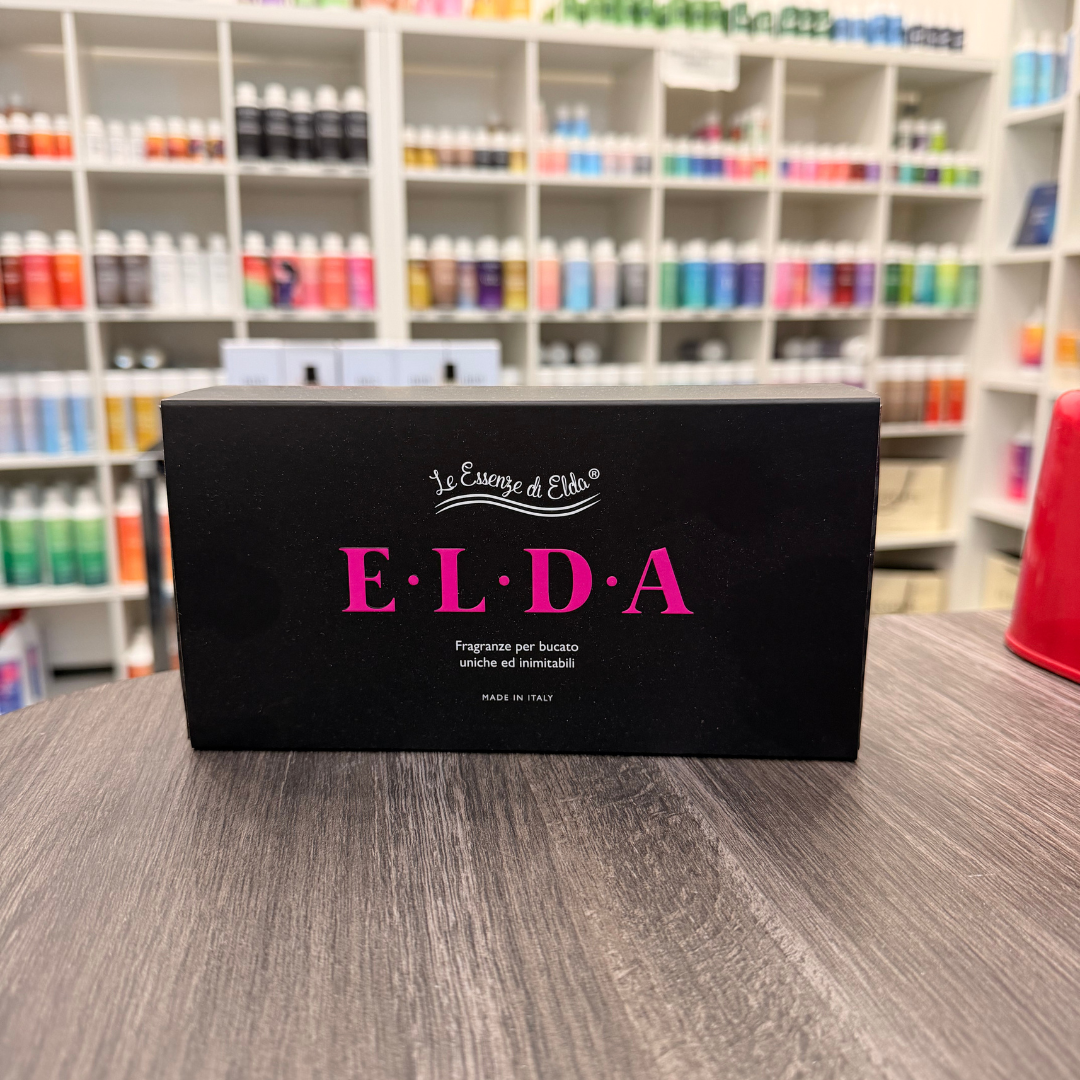 Le Essenze di Elda®
E·L·D·A
Fragranze per bucato
uniche ed inimitabili
MADE IN ITALY